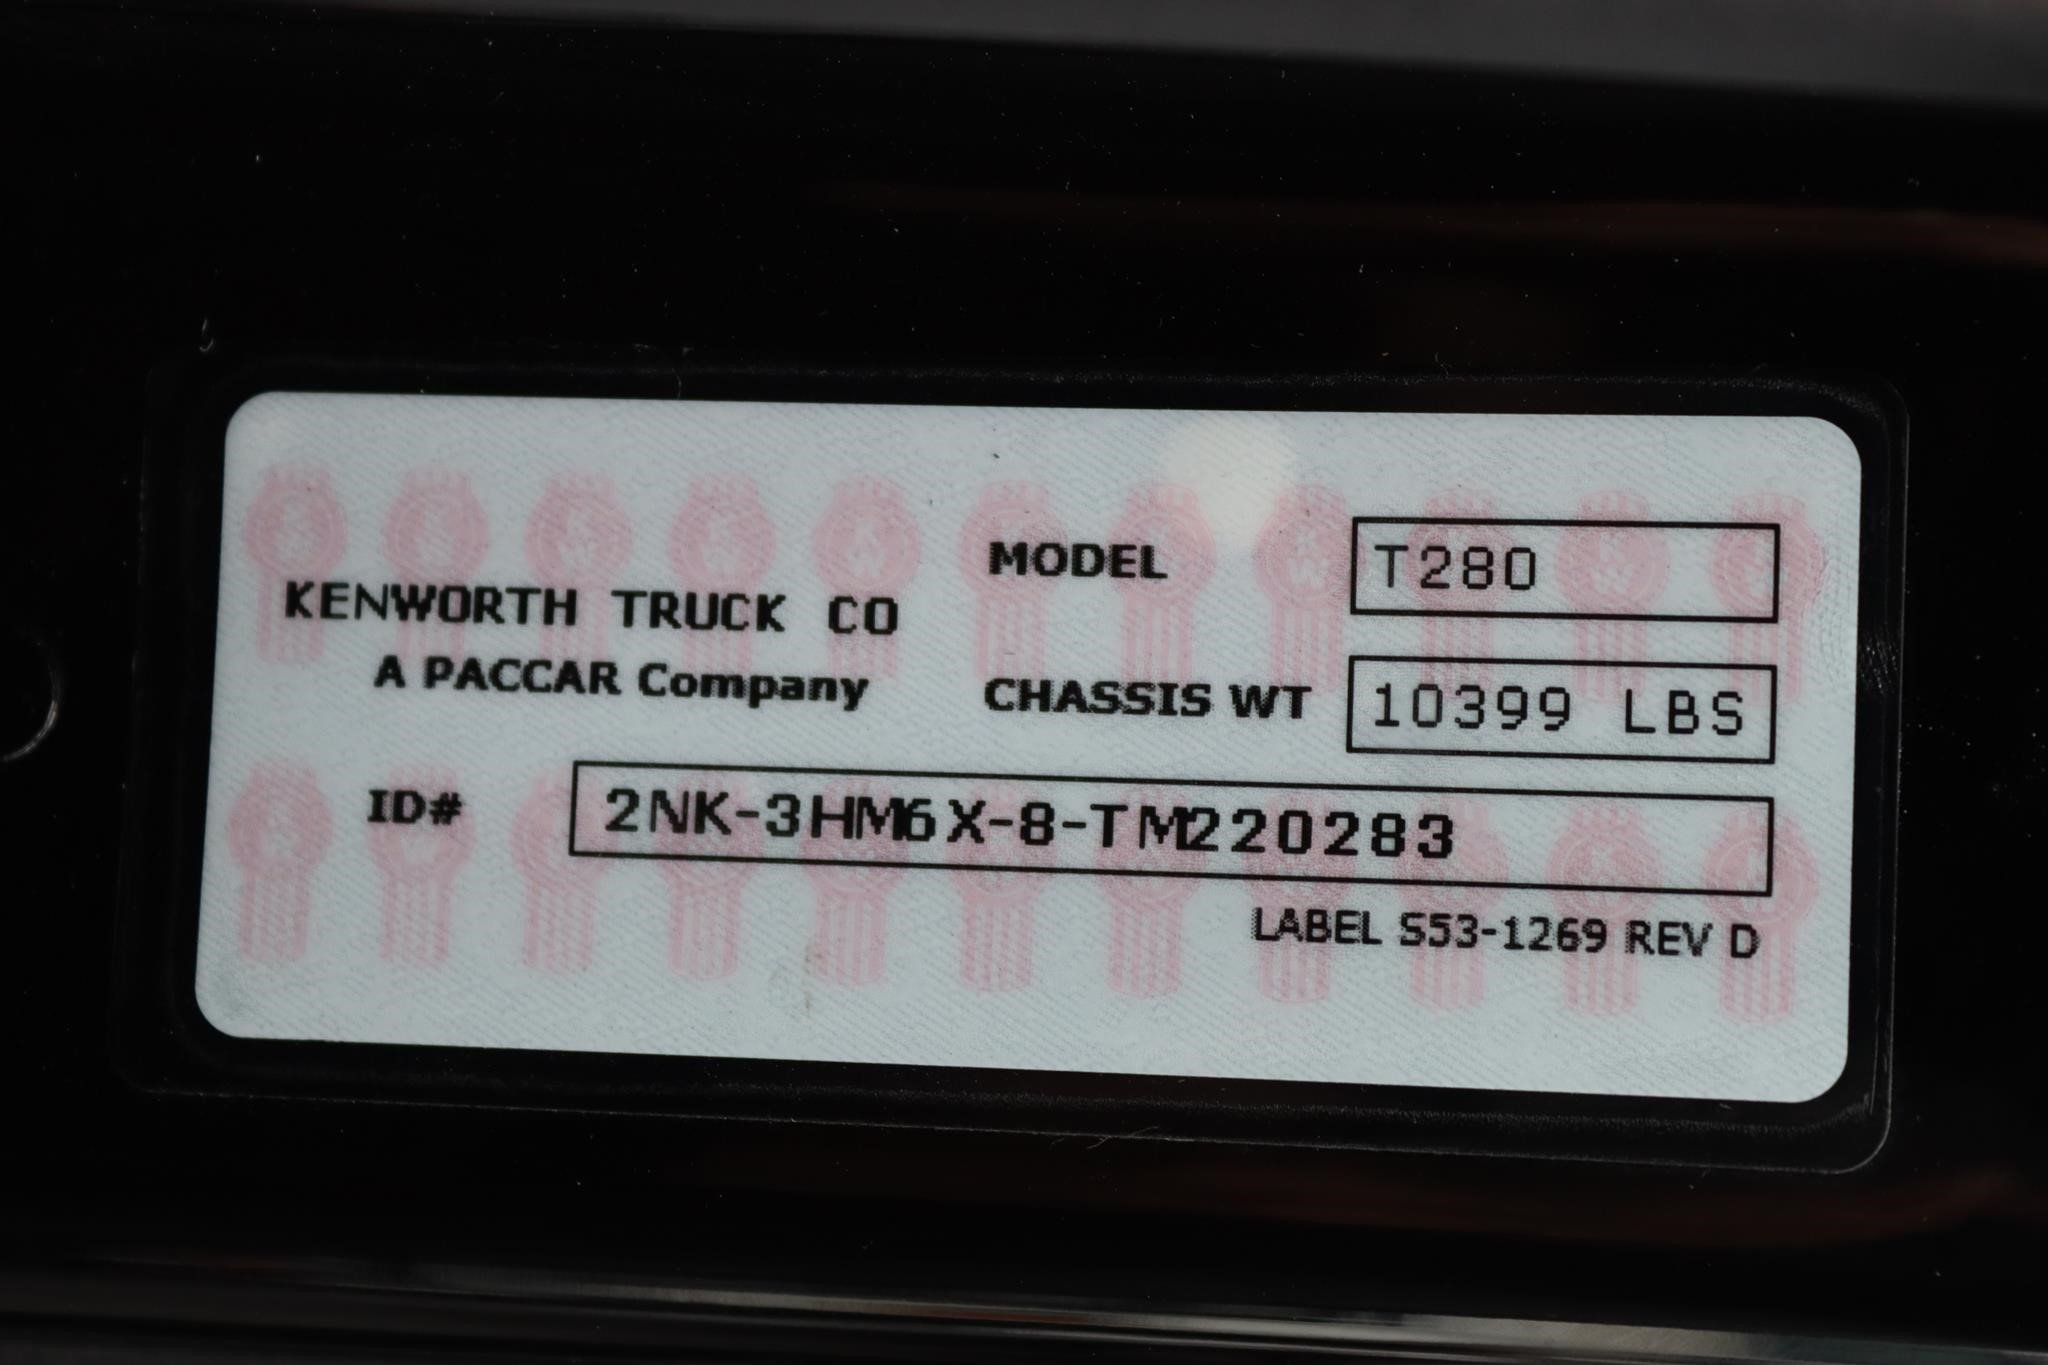 MODEL T280
KENWORTH TRUCK CO
A PACCAR Company
CHASSIS WT 10399 LBS
ID# 2NK-3HM6X-8-TM220283
LABEL S53-1269 REV D